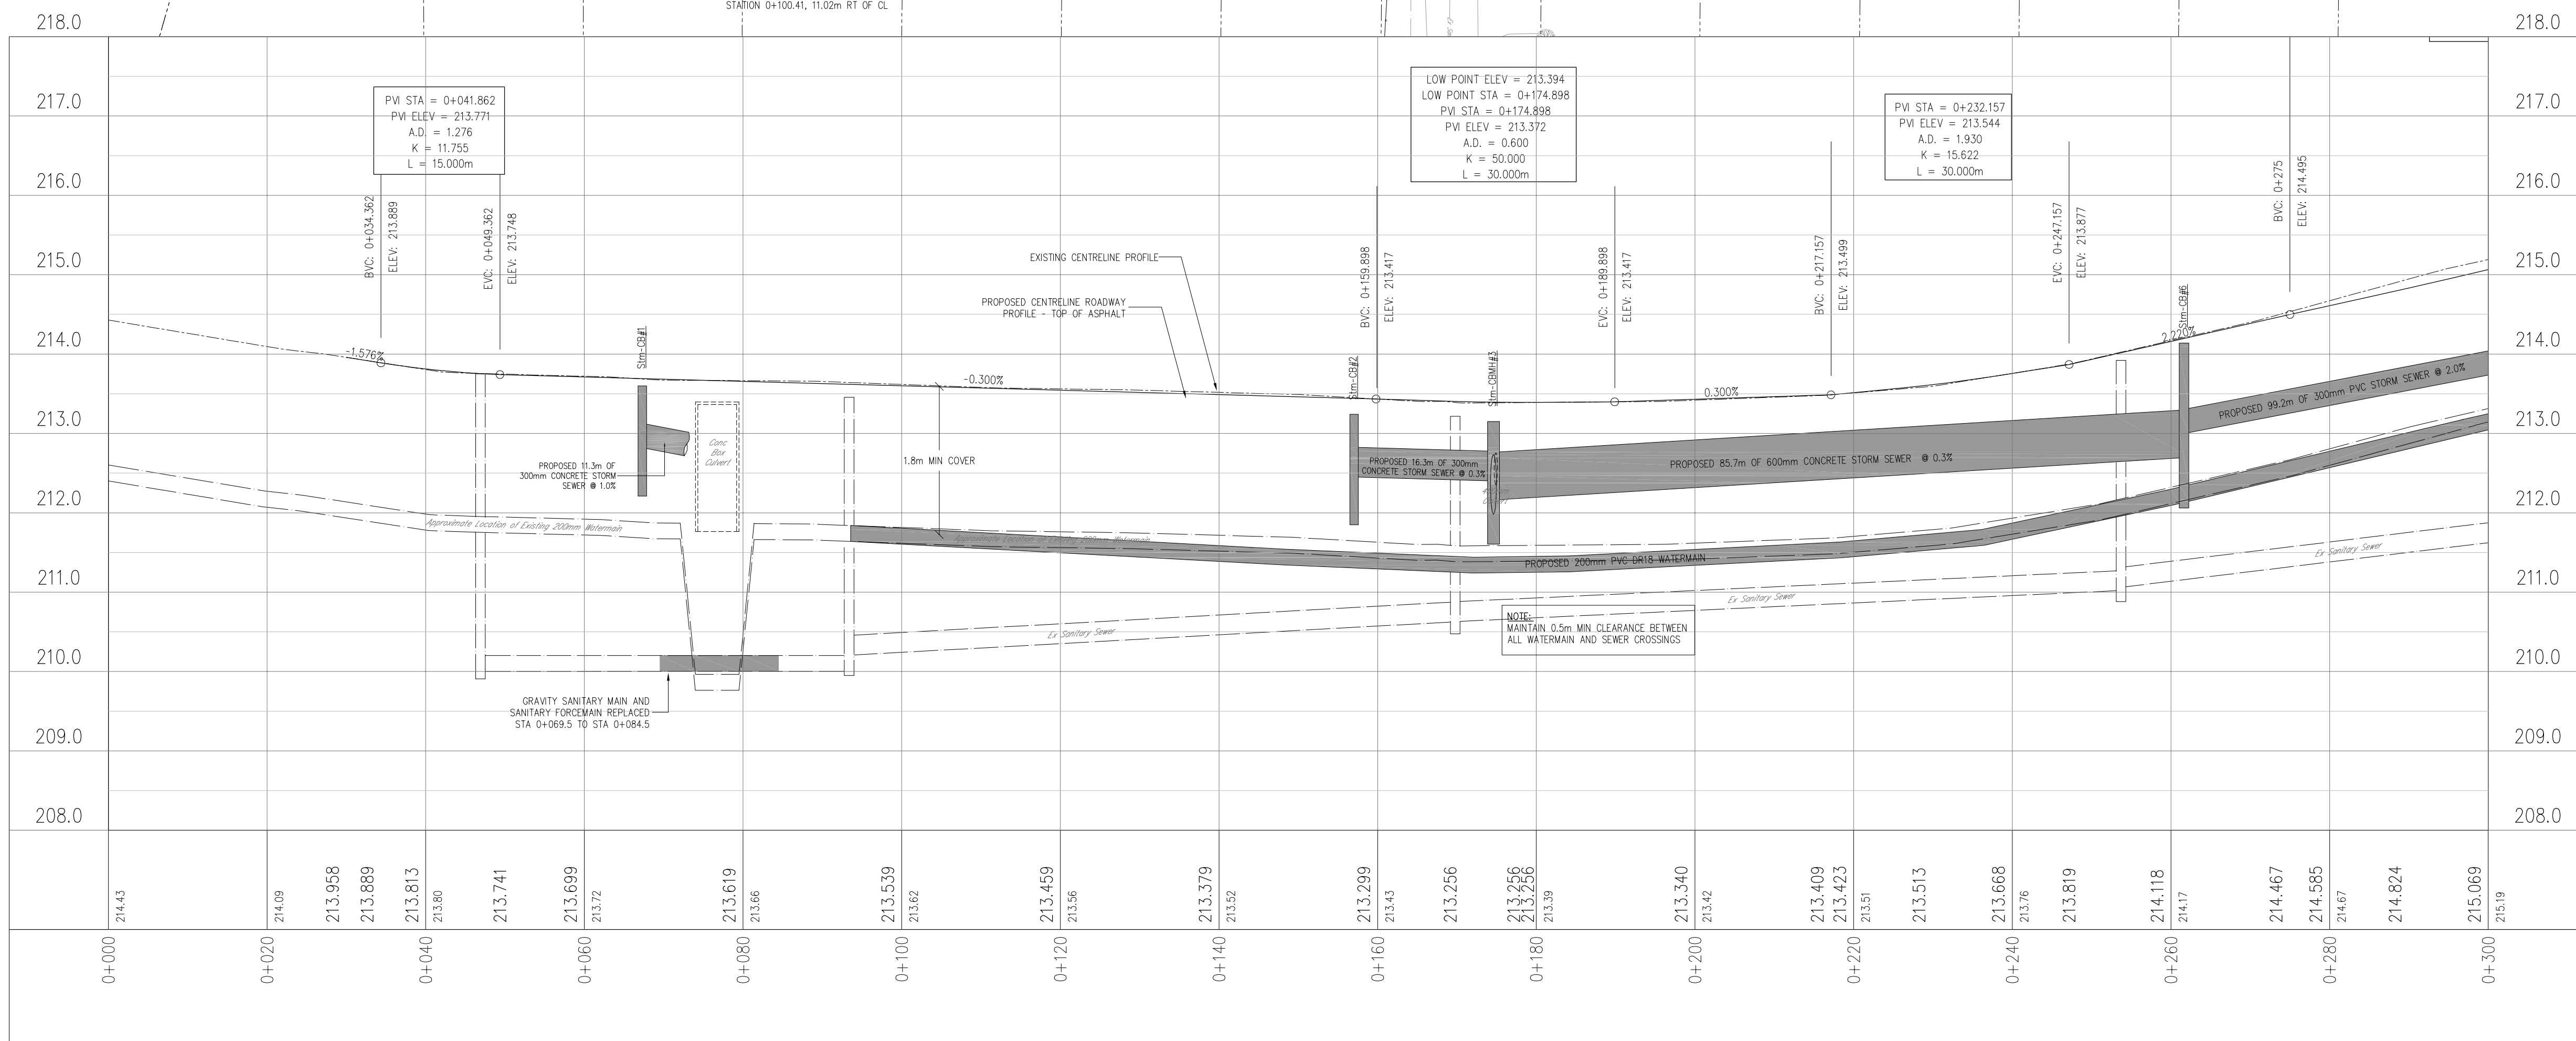 STATION 0+100.41, 11.02m RT OF CL
218.0
218.0
217.0
217.0
216.0
216.0
215.0
215.0
214.0
214.0
213.0
213.0
212.0
212.0
211.0
211.0
210.0
210.0
209.0
209.0
208.0
208.0
PVI STA = 0+041.862
PVI ELEV = 213.771
A.D. = 1.276
K = 11.755
L = 15.000m
LOW POINT ELEV = 213.394
LOW POINT STA = 0+174.898
PVI STA = 0+174.898
PVI ELEV = 213.372
A.D. = 0.600
K = 50.000
L = 30.000m
PVI STA = 0+232.157
PVI ELEV = 213.544
A.D. = 1.930
K = 15.622
L = 30.000m
BVC: 0+034.362
ELEV: 213.889
EVC: 0+049.362
ELEV: 213.748
BVC: 0+159.898
ELEV: 213.417
EVC: 0+189.898
ELEV: 213.417
BVC: 0+217.157
ELEV: 213.499
EVC: 0+247.157
ELEV: 213.877
BVC: 0+275
ELEV: 214.495
EXISTING CENTRELINE PROFILE
PROPOSED CENTRELINE ROADWAY
PROFILE - TOP OF ASPHALT
-1.576%
-0.300%
0.300%
2.220%
Stm-CB#1
Stm-CB#2
Stm-CBMH#3
Stm-CB#6
PROPOSED 11.3m OF
300mm CONCRETE STORM
SEWER @ 1.0%
Conc
Box
Culvert
1.8m MIN COVER
PROPOSED 16.3m OF 300mm
CONCRETE STORM SEWER @ 0.3%
PROPOSED 85.7m OF 600mm CONCRETE STORM SEWER @ 0.3%
PROPOSED 99.2m OF 300mm PVC STORM SEWER @ 2.0%
Approximate Location of Existing 200mm Watermain
Approximate Location of Existing 200mm Watermain
PROPOSED 200mm PVC DR18 WATERMAIN
Ex Sanitary Sewer
Ex Sanitary Sewer
Ex Sanitary Sewer
NOTE:
MAINTAIN 0.5m MIN CLEARANCE BETWEEN
ALL WATERMAIN AND SEWER CROSSINGS
GRAVITY SANITARY MAIN AND
SANITARY FORCEMAIN REPLACED
STA 0+069.5 TO STA 0+084.5
214.43
214.09
213.958
213.889
213.813
213.80
213.741
213.699
213.72
213.619
213.66
213.539
213.62
213.459
213.56
213.379
213.52
213.299
213.43
213.256
213.256
213.256
213.39
213.340
213.42
213.409
213.423
213.51
213.513
213.668
213.76
213.819
214.118
214.17
214.467
214.585
214.67
214.824
215.069
215.19
0+000
0+020
0+040
0+060
0+080
0+100
0+120
0+140
0+160
0+180
0+200
0+220
0+240
0+260
0+280
0+300